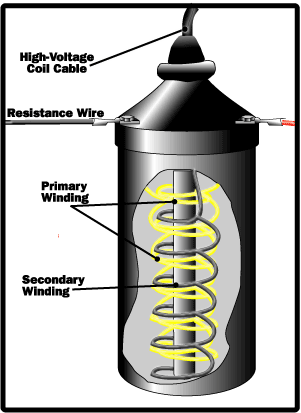 High-Voltage
Coil Cable
Resistance Wire
Primary
Winding
Secondary
Winding